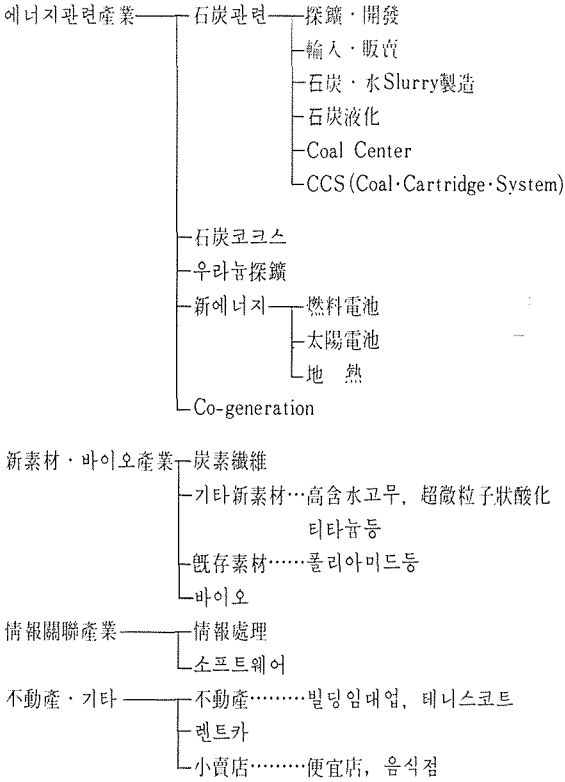 에너지관련産業 石炭관련 探鑛·開發
輸入·販賣
石炭·水Slurry製造
石炭液化
Coal Center
CCS(Coal·Cartridge·System)
石炭코크스
우라늄探鑛
新에너지 燃料電池
太陽電池
地 熱
Co-generation
新素材·바이오産業 炭素纖維
기타新素材…高含水고무, 超微粒子狀酸化
티타늄등
旣存素材……폴리아미드등
바이오
情報關聯産業 情報處理
소프트웨어
不動産·기타 不動産………빌딩임대업, 테니스코트
렌트카
小賣店………便宜店, 음식점